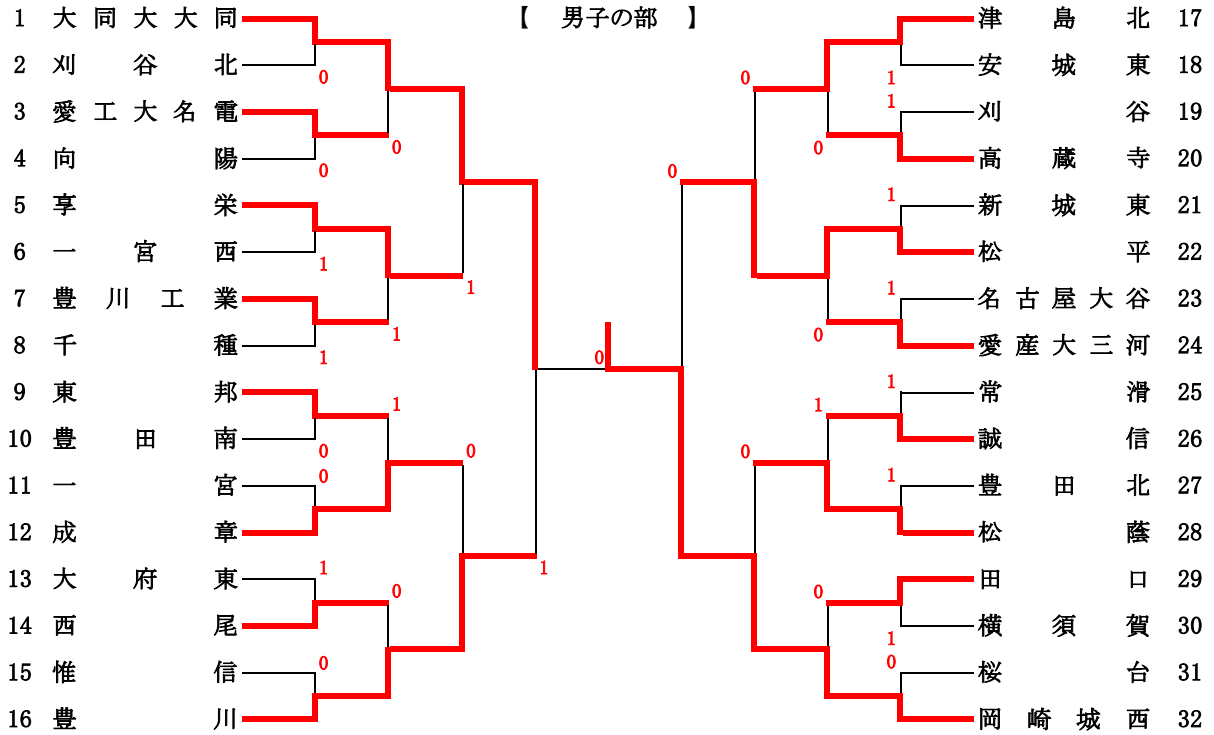 【 男子の部 】
1 大同大大同
2 刈谷北
3 愛工大名電
4 向陽
5 享栄
6 一宮西
7 豊川工業
8 千種
9 東邦
10 豊田南
11 一宮
12 成章
13 大府東
14 西尾
15 惟信
16 豊川
0
0
1
1
0
0
1
0
0
1
1
0
1
0
1
0
0
0
0
0
0
1
0
1
1
1
1
1
1
1
0
津島北 17
安城東 18
刈谷 19
高蔵寺 20
新城東 21
松平 22
名古屋大谷 23
愛産大三河 24
常滑 25
誠信 26
豊田北 27
松蔭 28
田口 29
横須賀 30
桜台 31
岡崎城西 32